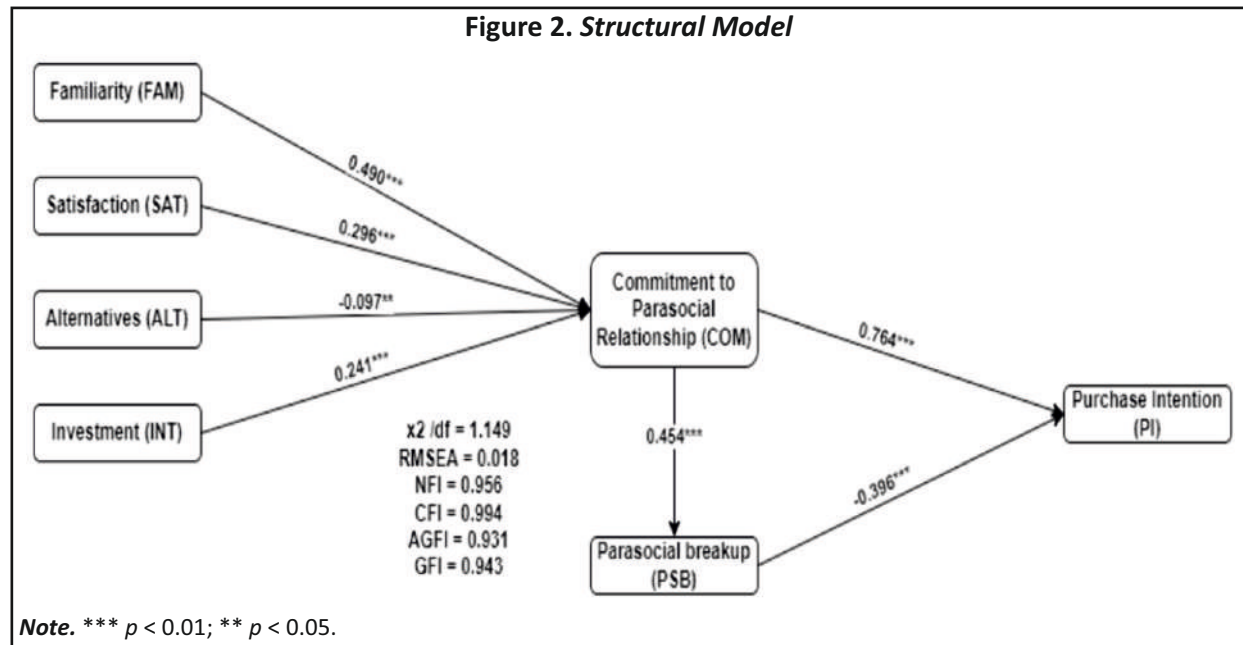 Figure 2. Structural Model
Familiarity (FAM)
0.490***
Satisfaction (SAT)
0.296***
Alternatives (ALT)
-0.097**
Investment (INT)
0.241***
Commitment to
Parasocial
Relationship (COM)
0.764***
0.454***
Purchase Intention
(PI)
-0.396***
Parasocial breakup
(PSB)
x2 /df = 1.149
RMSEA = 0.018
NFI = 0.956
CFI = 0.994
AGFI = 0.931
GFI = 0.943
Note. *** p < 0.01; ** p < 0.05.